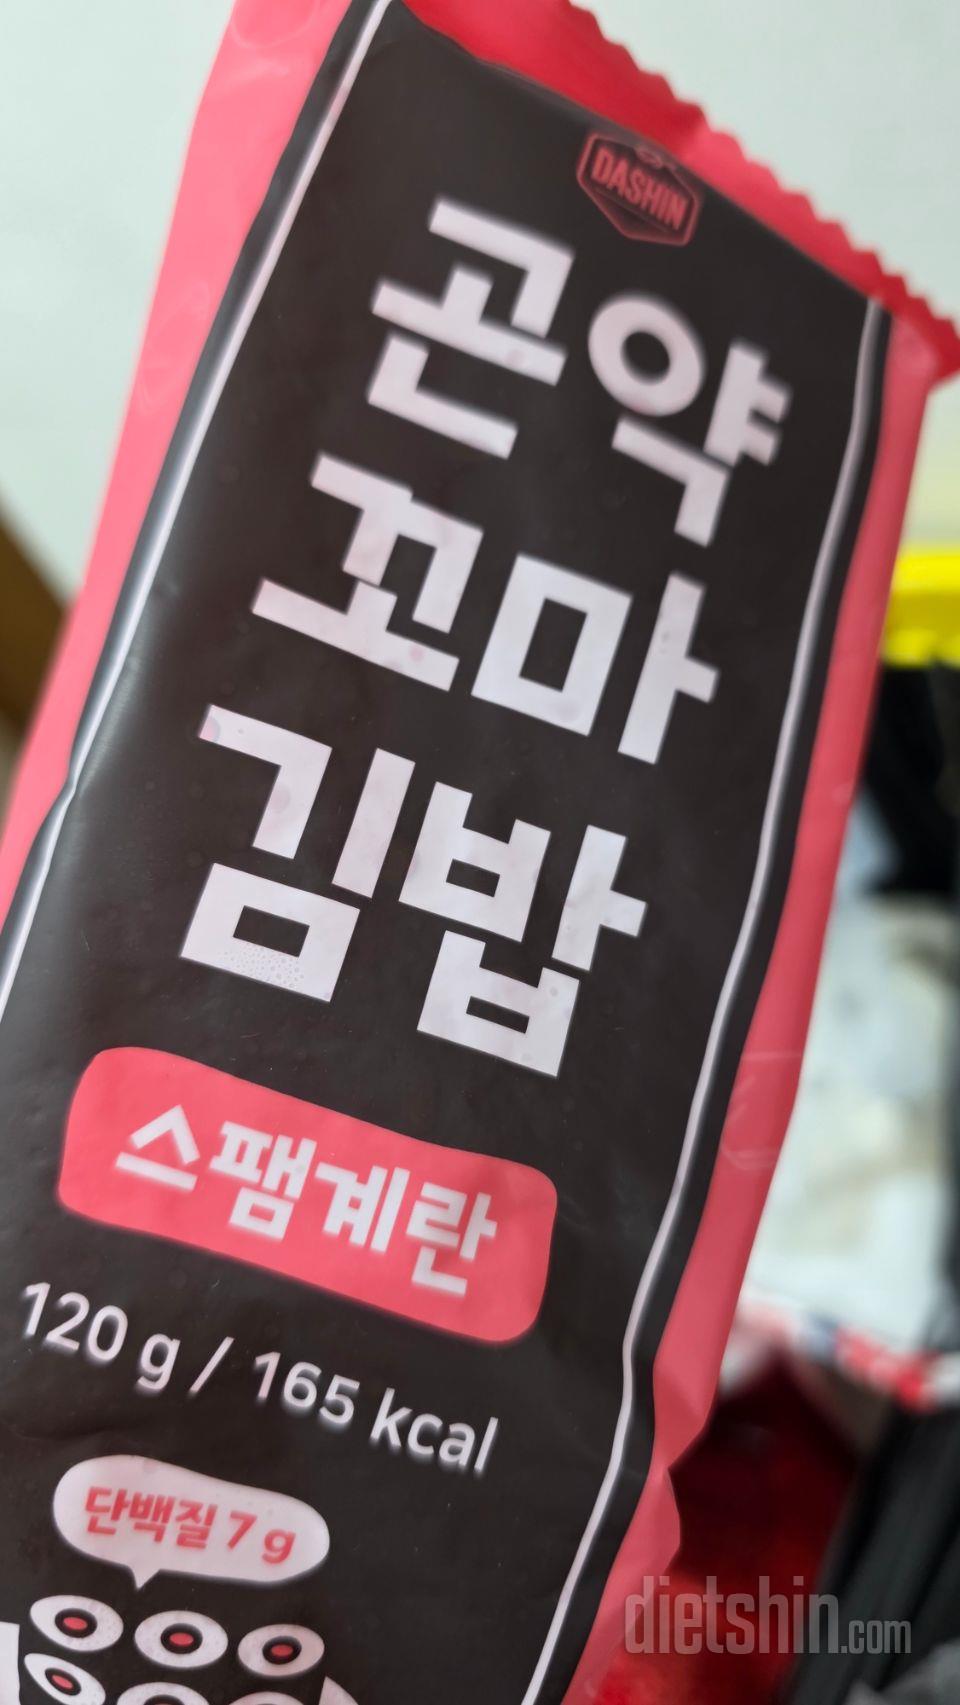 DASHIN
곤약
꼬마
김밥
스팸계란
120 g / 165 kcal
단백질 7 g
dietshin.com